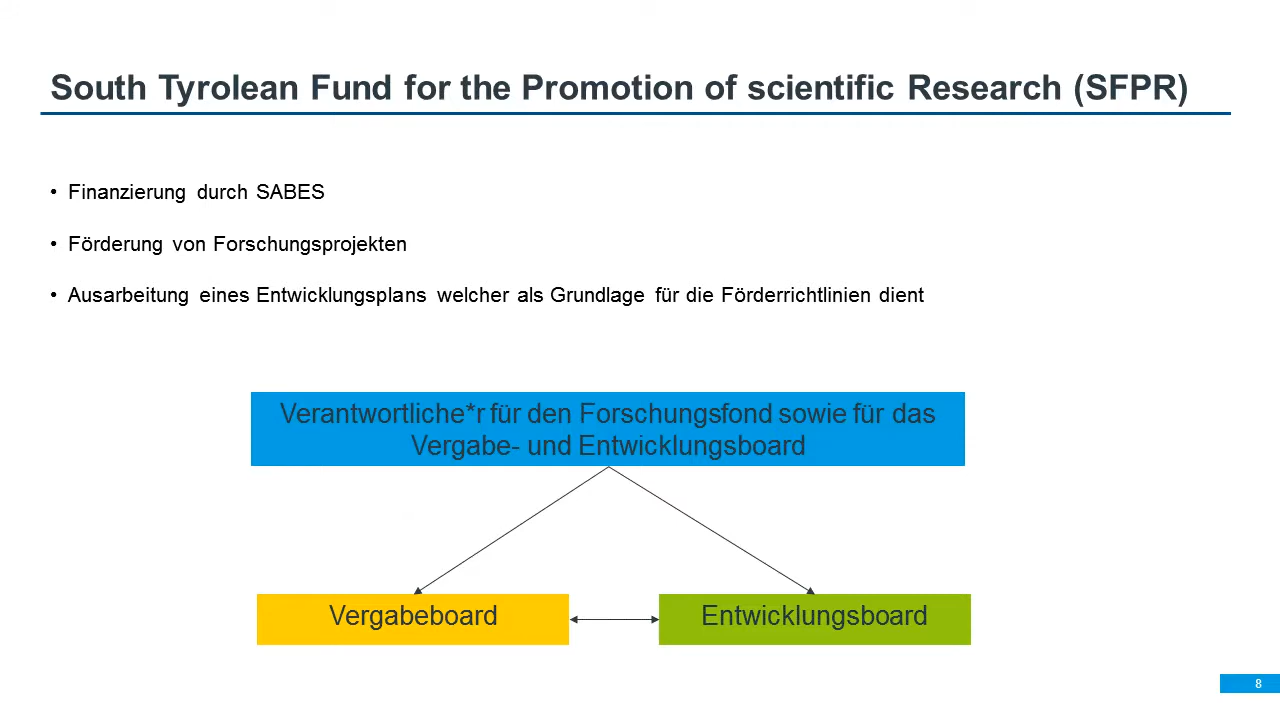 South Tyrolean Fund for the Promotion of scientific Research (SFPR)
• Finanzierung durch SABES
• Förderung von Forschungsprojekten
• Ausarbeitung eines Entwicklungsplans welcher als Grundlage für die Förderrichtlinien dient
Verantwortliche*r für den Forschungsfond sowie für das
Vergabe- und Entwicklungsboard
Vergabeboard
Entwicklungsboard
8